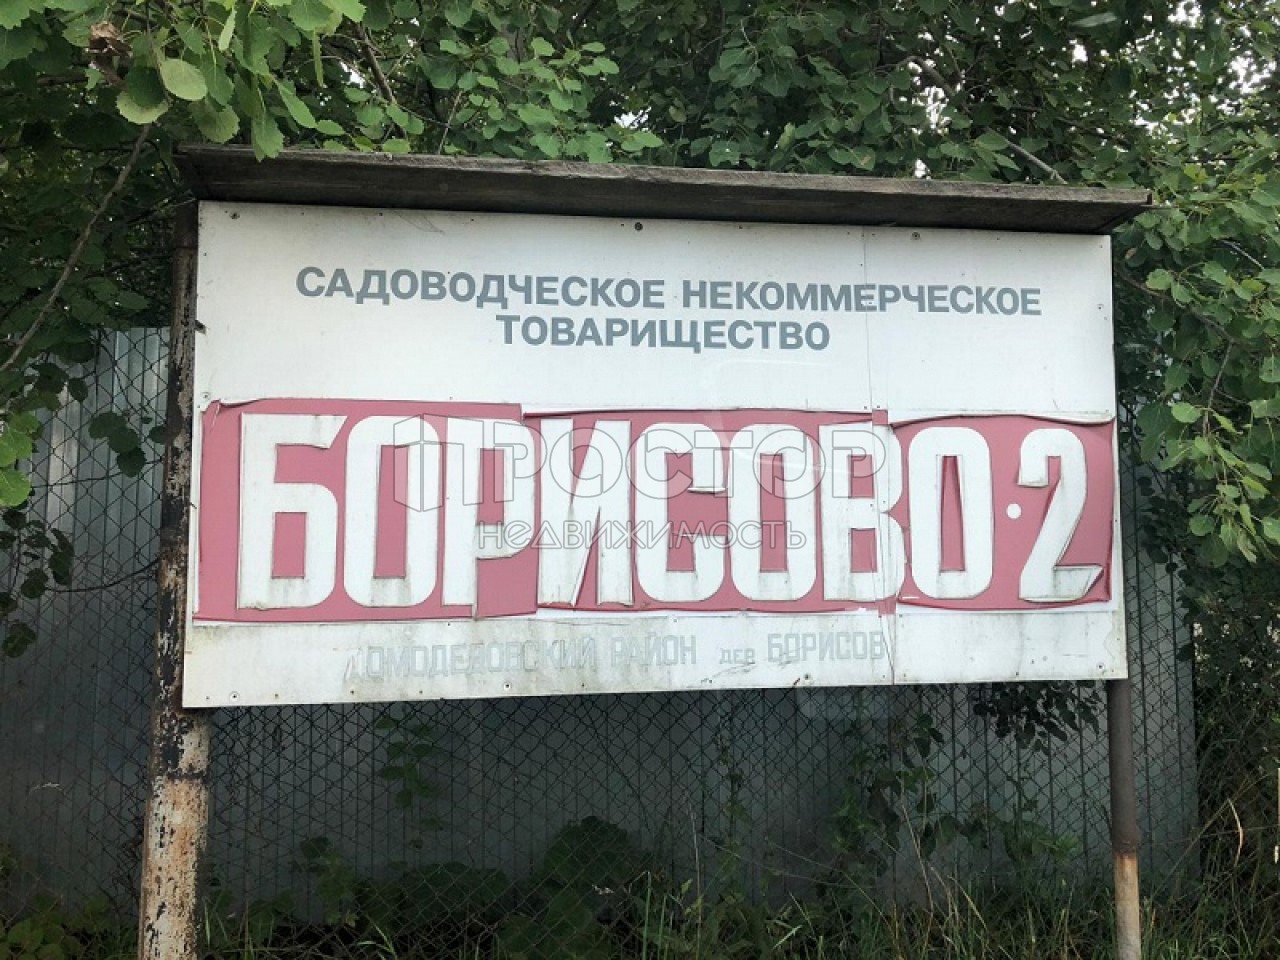 САДОВОДЧЕСКОЕ НЕКОММЕРЧЕСКОЕ
ТОВАРИЩЕСТВО
БОРИСОВО-2
ПРОСТОР
недвижимость
ДОМОДЕДОВСКИЙ РАЙОН ДЕР БОРИСОВ